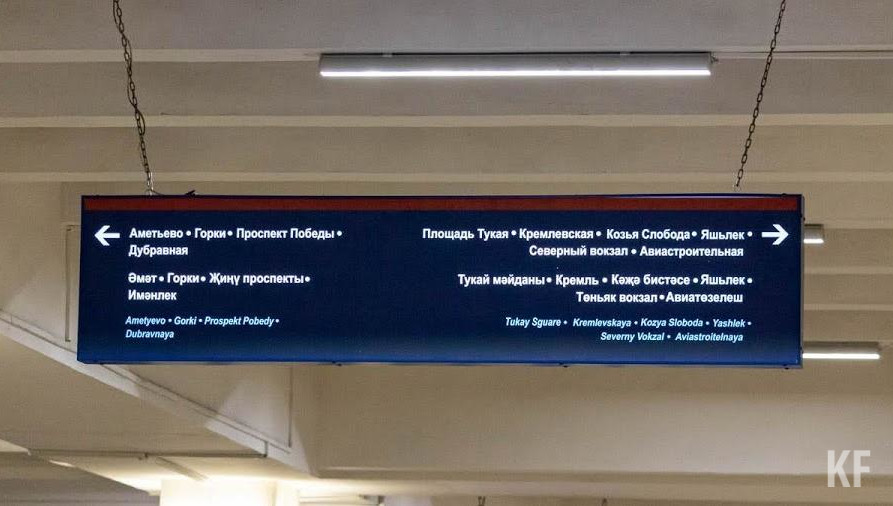 ← Аметьево • Горки • Проспект Победы •
Дубравная
Әмәт • Горки • Җиңү проспекты •
Имәнлек
Ametyevo • Gorki • Prospekt Pobedy •
Dubravnaya
Площадь Тукая • Кремлевская • Козья Слобода • Яшьлек • →
Северный вокзал • Авиастроительная
Тукай мәйданы • Кремль • Кәҗә бистәсе • Яшьлек •
Төньяк вокзал • Авиатөзелеш
Tukay Sguare • Kremlevskaya • Kozya Sloboda • Yashlek •
Severny Vokzal • Aviastroitelnaya
KF